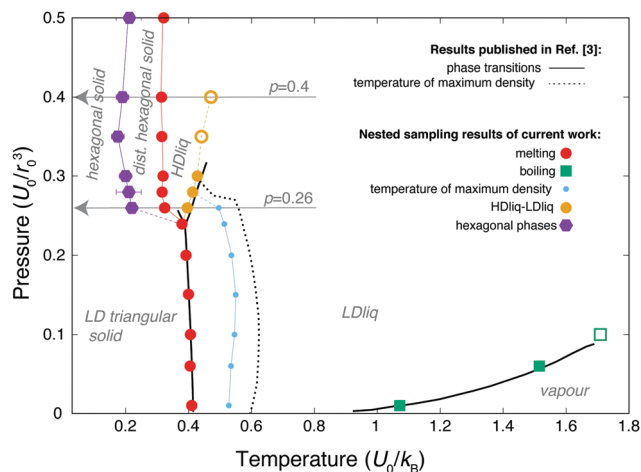 0.5
0.4
0.3
0.2
0.1
0
Pressure (U₀/r₀³)
hexagonal solid
dist. hexagonal solid
HDliq
p=0.4
p=0.26
Results published in Ref. [3]:
phase transitions
temperature of maximum density
Nested sampling results of current work:
melting
boiling
temperature of maximum density
HDliq-LDliq
hexagonal phases
LD triangular
solid
LDliq
vapour
0.2 0.4 0.6 0.8 1 1.2 1.4 1.6 1.8
Temperature (U₀/k_B)